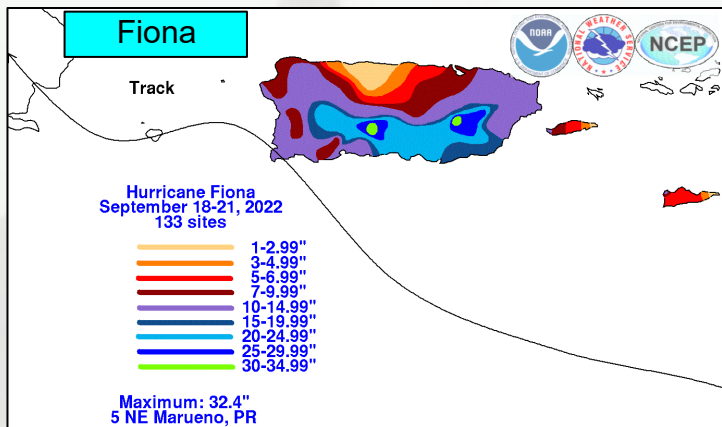 Fiona
NOAA
NATIONAL WEATHER SERVICE
NCEP
Track
Hurricane Fiona
September 18-21, 2022
133 sites
1-2.99"
3-4.99"
5-6.99"
7-9.99"
10-14.99"
15-19.99"
20-24.99"
25-29.99"
30-34.99"
Maximum: 32.4"
5 NE Marueno, PR